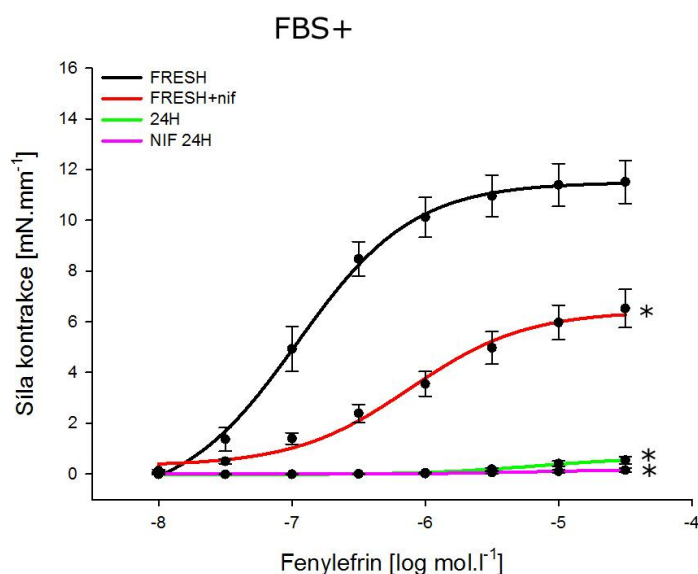 FBS+
16
14
12
10
8
6
4
2
0
FRESH
FRESH+nif
24H
NIF 24H
Síla kontrakce [mN.mm⁻¹]
*
*
*
-8 -7 -6 -5 -4
Fenylefrin [log mol.l⁻¹]